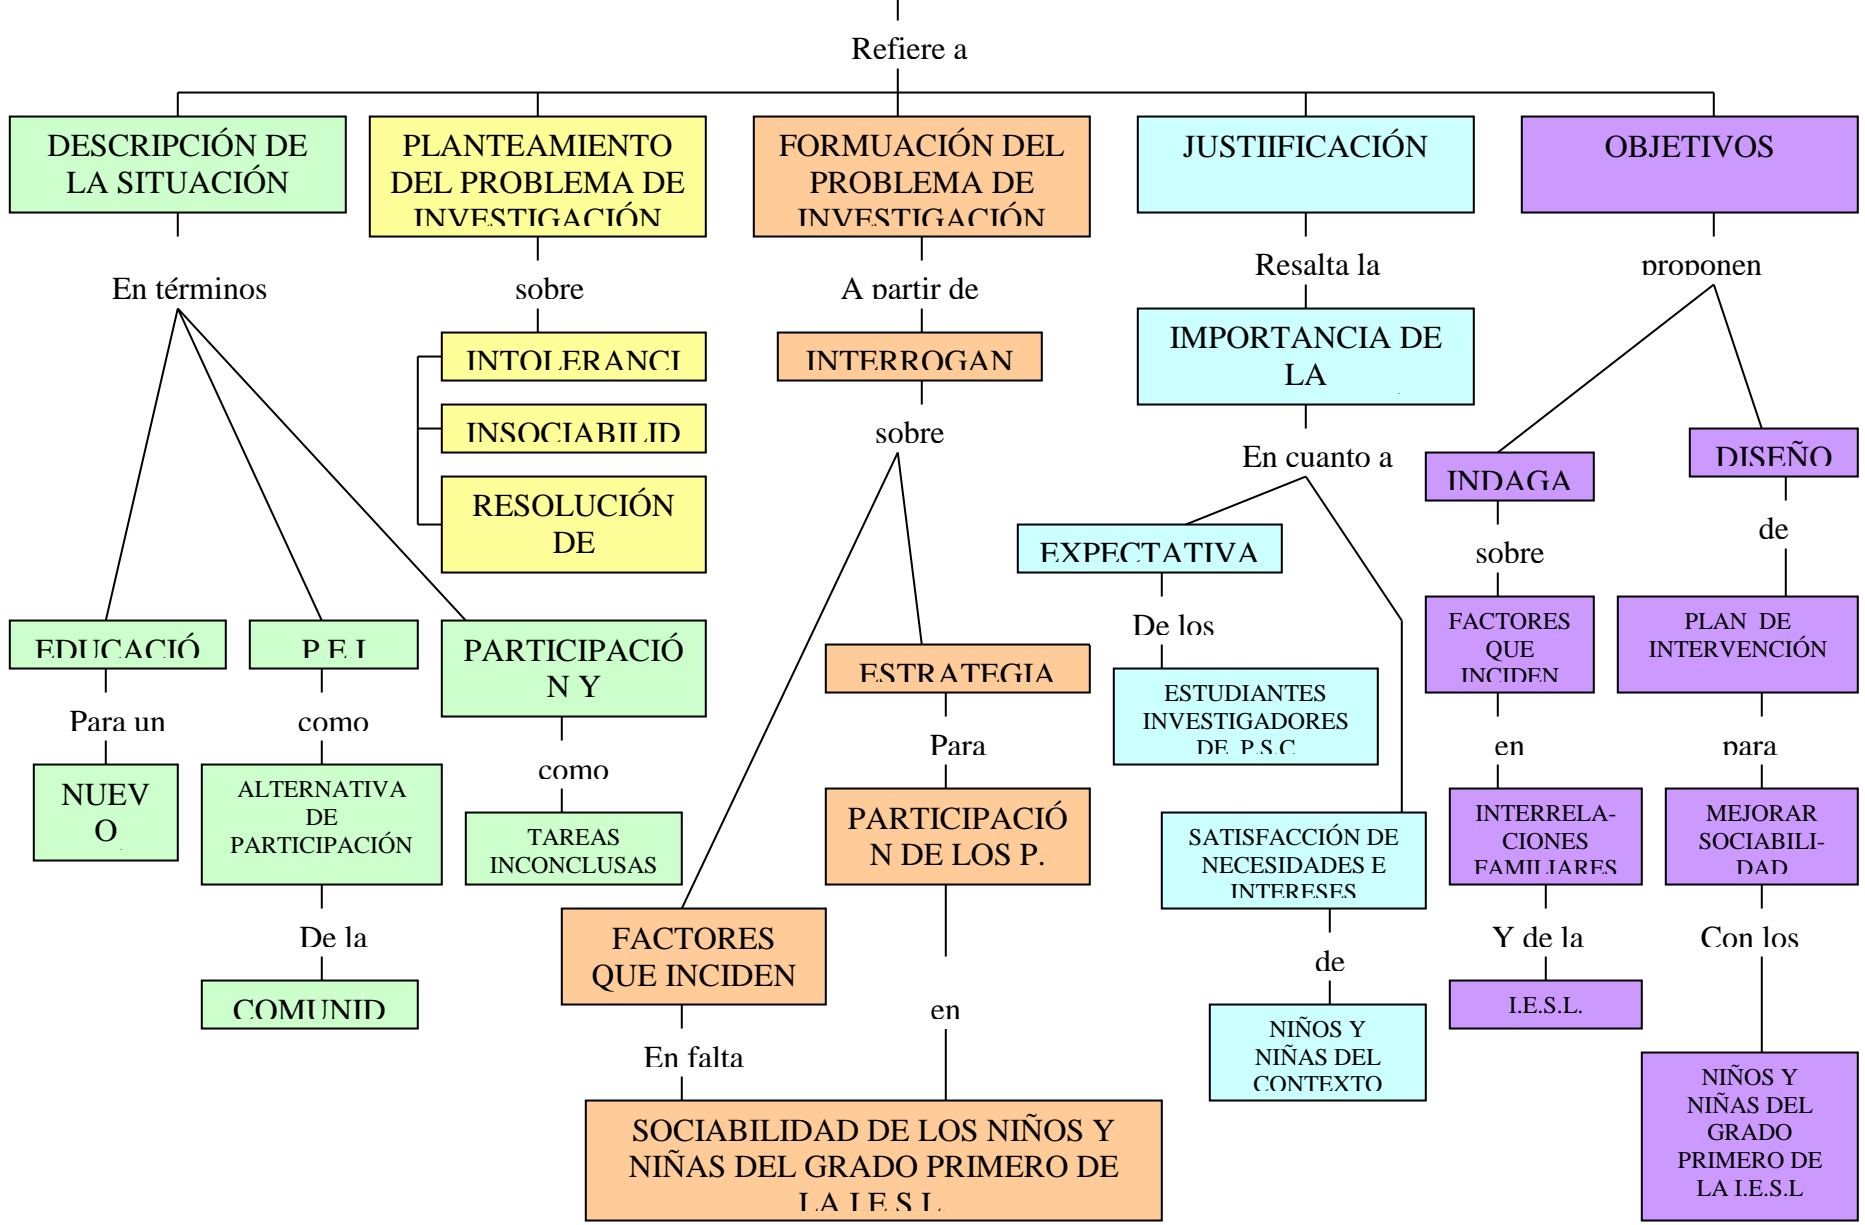 Refiere a
DESCRIPCIÓN DE
LA SITUACIÓN
PLANTEAMIENTO
DEL PROBLEMA DE
INVESTIGACIÓN
FORMUACIÓN DEL
PROBLEMA DE
INVESTIGACIÓN
JUSTIIFICACIÓN
OBJETIVOS
En términos
sobre
A partir de
Resalta la
proponen
INTOLERANCI
INSOCIABILID
RESOLUCIÓN
DE
INTERROGAN
sobre
IMPORTANCIA DE
LA
En cuanto a
INDAGA
DISEÑO
EXPECTATIVA
sobre
de
EDUCACIÓ
P.E.I.
PARTICIPACIÓ
N Y
ESTRATEGIA
De los
FACTORES
QUE
INCIDEN
PLAN DE
INTERVENCIÓN
Para un
como
como
Para
ESTUDIANTES
INVESTIGADORES
DE P.S.C.
en
para
NUEV
O
ALTERNATIVA
DE
PARTICIPACIÓN
TAREAS
INCONCLUSAS
PARTICIPACIÓ
N DE LOS P.
SATISFACCIÓN DE
NECESIDADES E
INTERESES
INTERRELA-
CIONES
FAMILIARES
MEJORAR
SOCIABILI-
DAD
De la
COMUNID
FACTORES
QUE INCIDEN
en
de
Y de la
Con los
En falta
NIÑOS Y
NIÑAS DEL
CONTEXTO
I.E.S.L.
SOCIABILIDAD DE LOS NIÑOS Y
NIÑAS DEL GRADO PRIMERO DE
LA I.E.S.L.
NIÑOS Y
NIÑAS DEL
GRADO
PRIMERO DE
LA I.E.S.L